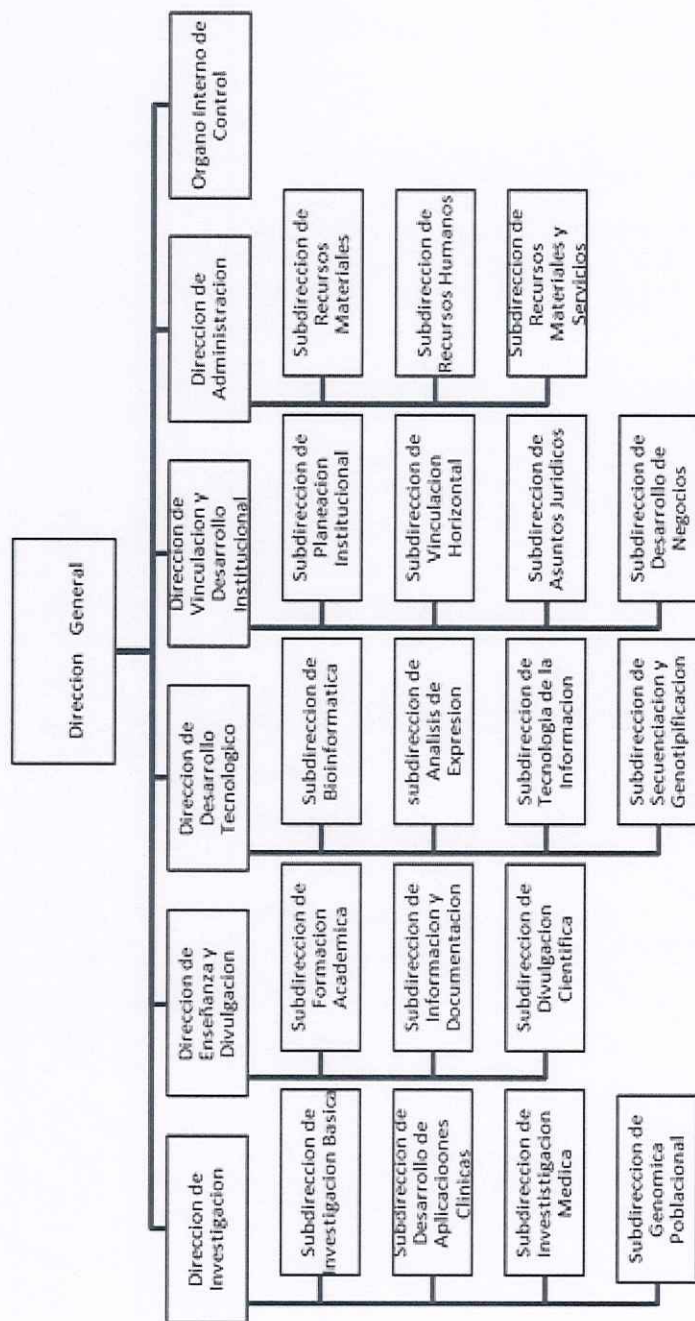 Direccion General
Direccion de
Investigacion
Subdireccion de
Investigacion Basica
Subdireccion de
Desarrollo de
Aplicacioones
Clinicas
Subdireccion de
Invesistigacion
Medica
Subdireccion de
Genomica
Poblacional
Direccion de
Enseñanza y
Divulgacion
Subdireccion de
Formacion
Academica
Subdireccion de
Informacion y
Documentacion
Subdireccion de
Divulgacion
Cientifica
Direccion de
Desarrollo
Tecnologico
Subdireccion de
Bioinformatica
subdireccion de
Analisis de
Expresion
Subdireccion de
Tecnologia de la
Informacion
Subdireccion de
Secuenciacion y
Genotipificacion
Direccion de
Vinculacion y
Desarrollo
Institucional
Subdireccion de
Planeacion
Institucional
Subdireccion de
Vinculacion
Horizontal
Subdireccion de
Asuntos Juridicos
Subdireccion de
Desarrollo de
Negocios
Direccion de
Administracion
Subdireccion de
Recursos
Materiales
Subdireccion de
Recursos Humanos
Subdireccion de
Recursos
Materiales y
Servicios
Organo Interno de
Control